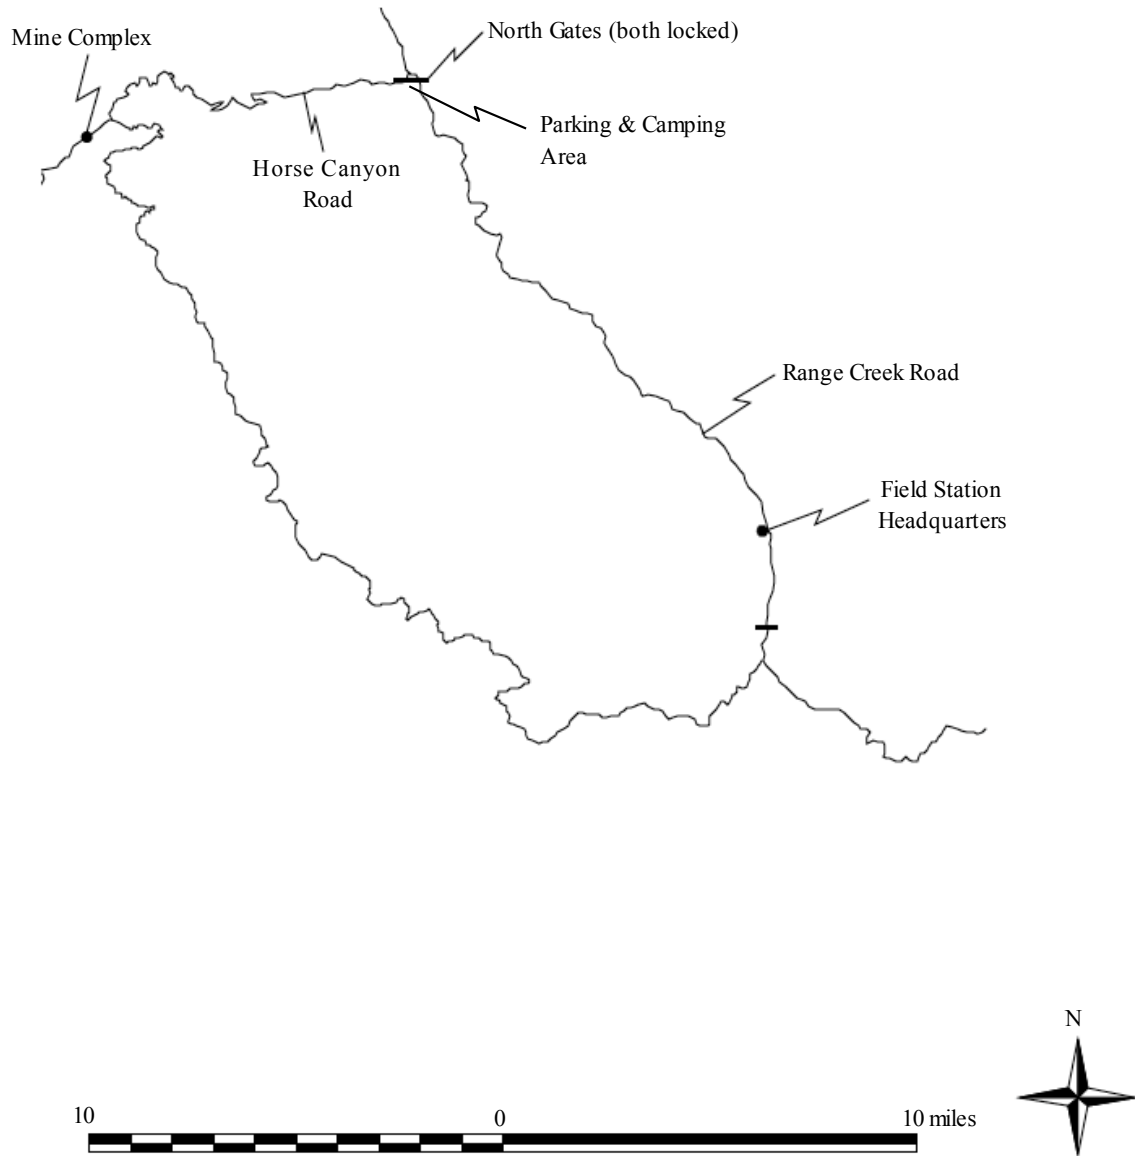 North Gates (both locked)
Mine Complex
Parking & Camping
Area
Horse Canyon
Road
Range Creek Road
Field Station
Headquarters
N
10
0
10 miles